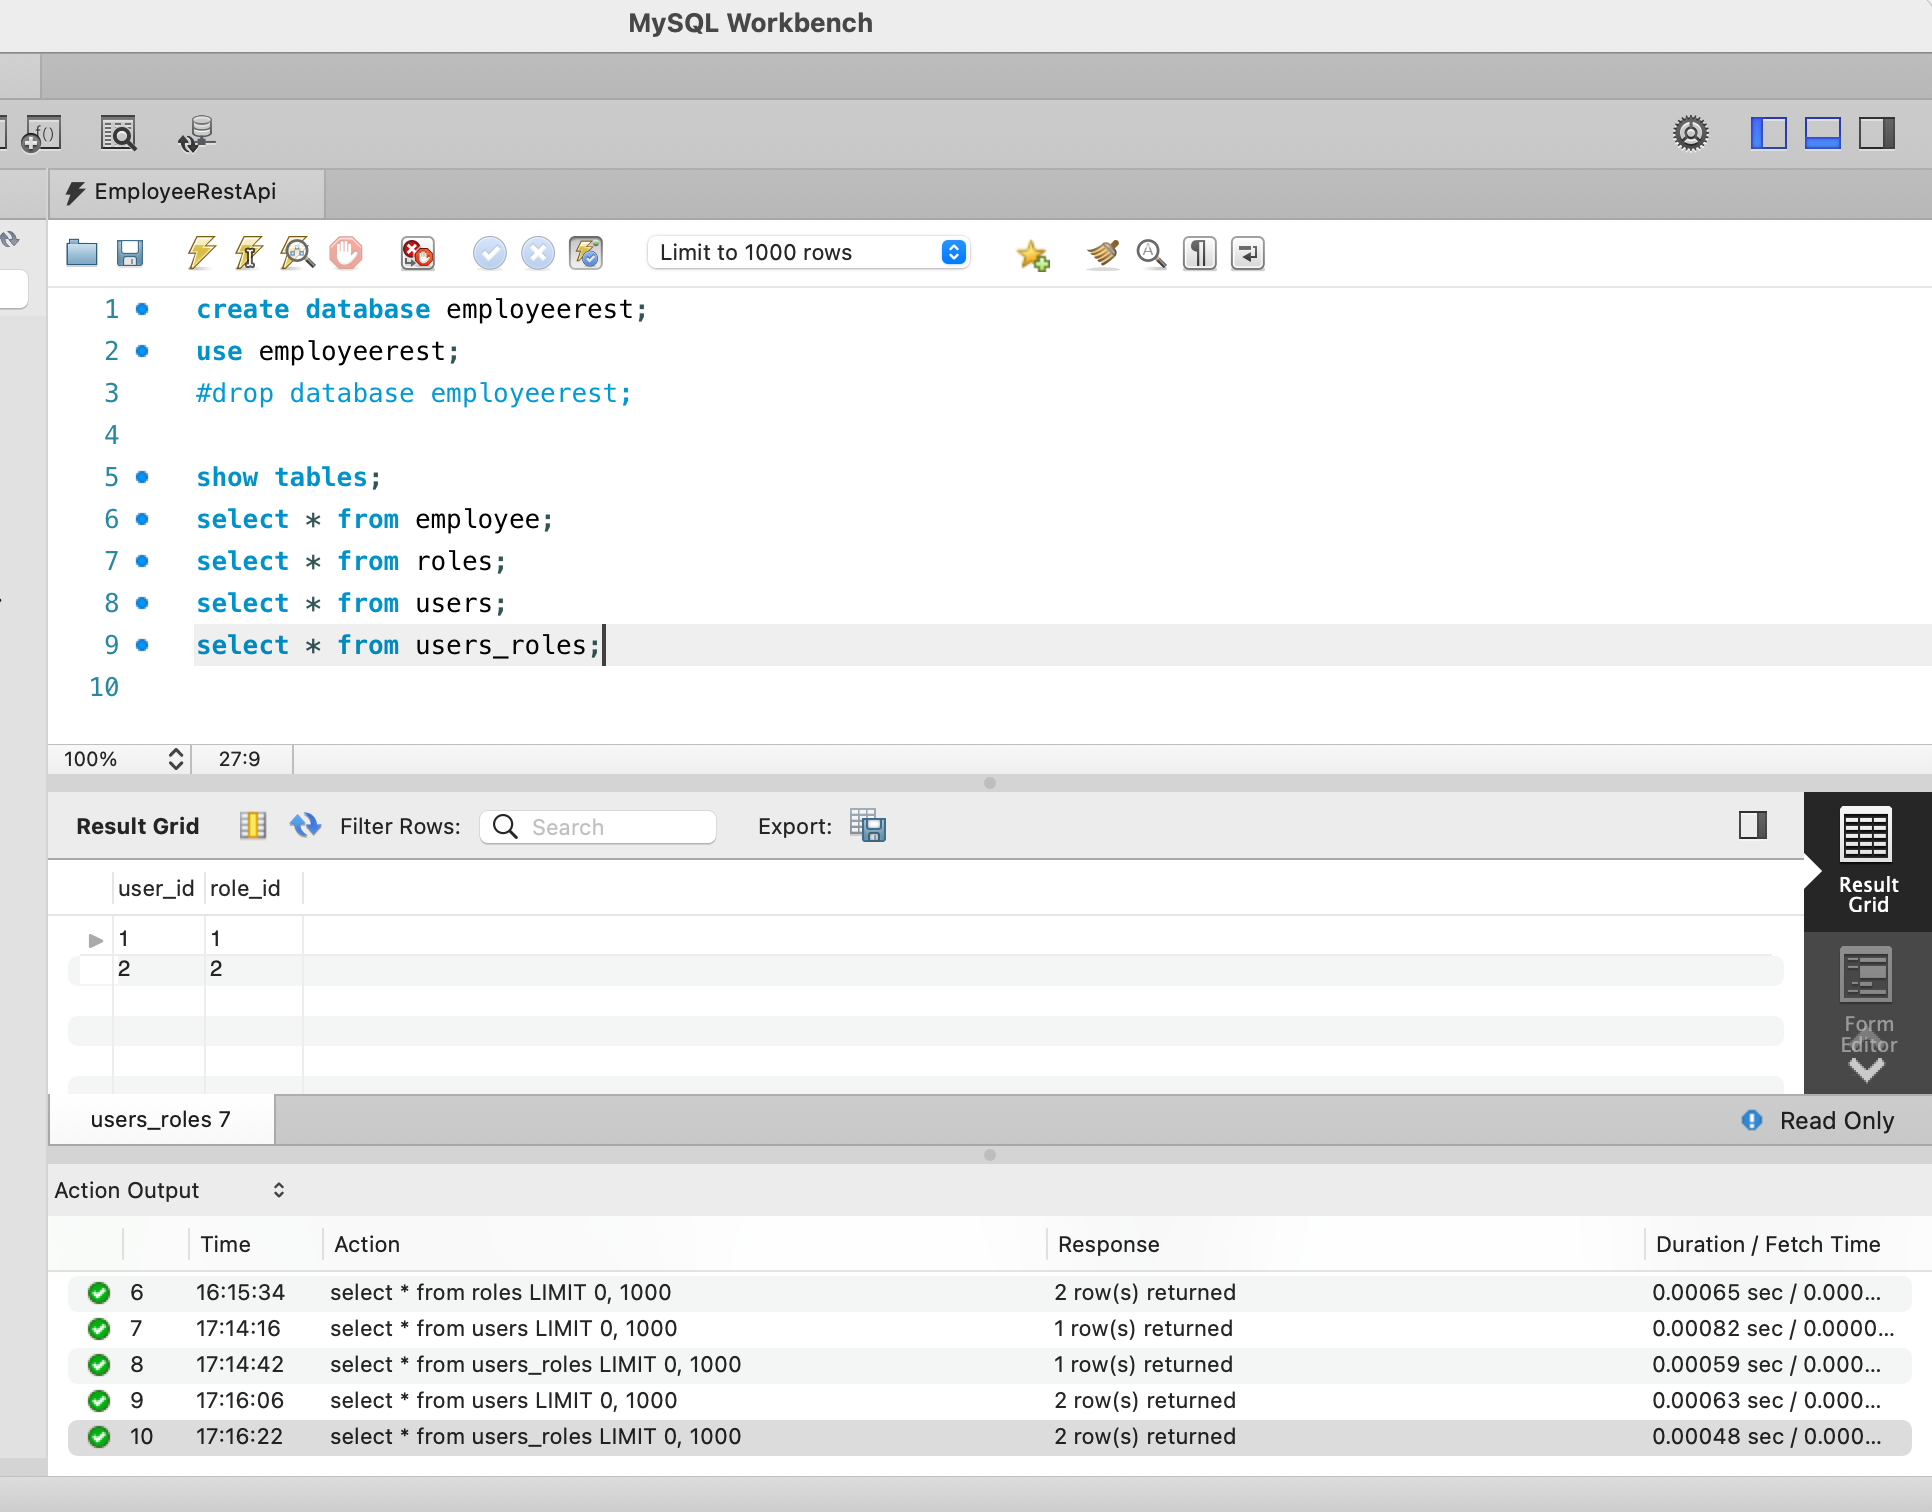 MySQL Workbench
EmployeeRestApi
Limit to 1000 rows
1 create database employeerest;
2 use employeerest;
3 #drop database employeerest;
4
5 show tables;
6 select * from employee;
7 select * from roles;
8 select * from users;
9 select * from users_roles;
10
100% 27:9
Result Grid Filter Rows: Search Export:
Result
Grid
user_id role_id
1 1
2 2
Form
Editor
users_roles 7 Read Only
Action Output
Time Action Response Duration / Fetch Time
6 16:15:34 select * from roles LIMIT 0, 1000 2 row(s) returned 0.00065 sec / 0.000...
7 17:14:16 select * from users LIMIT 0, 1000 1 row(s) returned 0.00082 sec / 0.0000...
8 17:14:42 select * from users_roles LIMIT 0, 1000 1 row(s) returned 0.00059 sec / 0.000...
9 17:16:06 select * from users LIMIT 0, 1000 2 row(s) returned 0.00063 sec / 0.000...
10 17:16:22 select * from users_roles LIMIT 0, 1000 2 row(s) returned 0.00048 sec / 0.000...